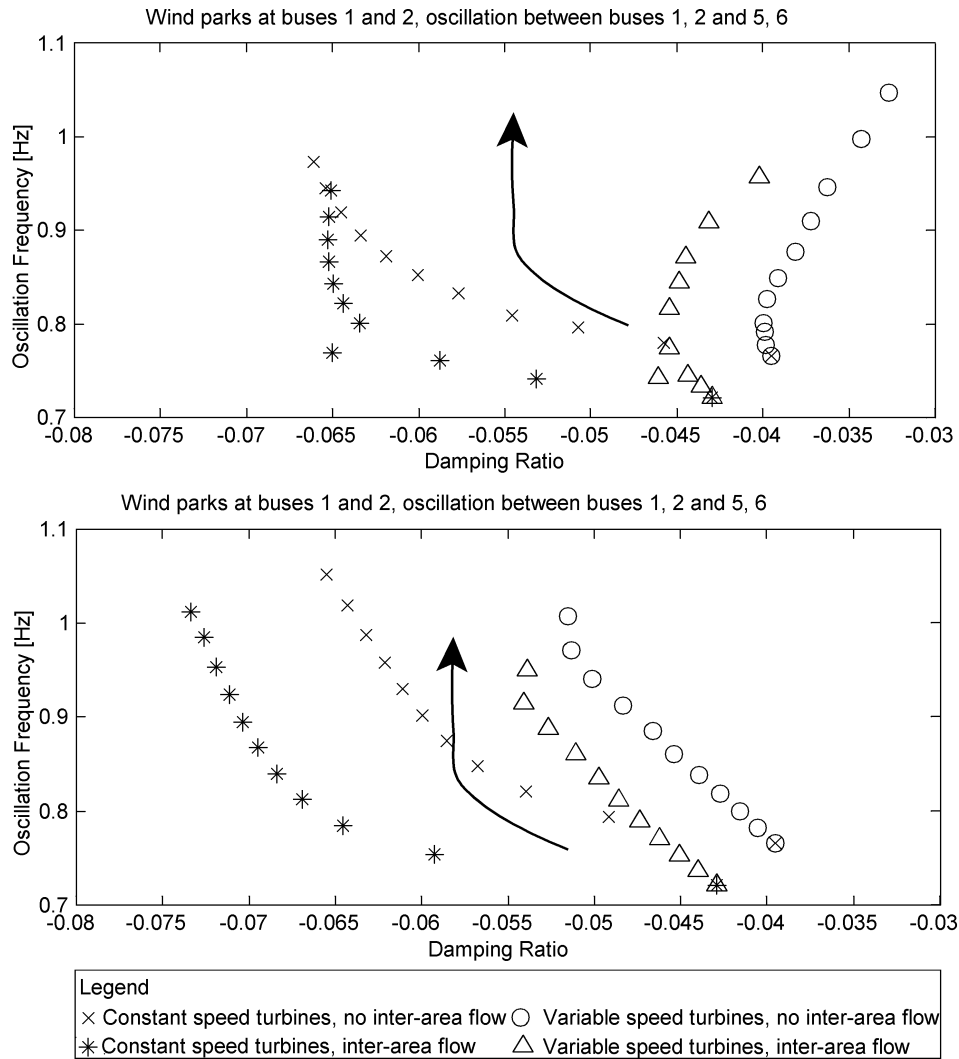 Wind parks at buses 1 and 2, oscillation between buses 1, 2 and 5, 6
1.1
1
0.9
0.8
0.7
Oscillation Frequency [Hz]
-0.08 -0.075 -0.07 -0.065 -0.06 -0.055 -0.05 -0.045 -0.04 -0.035 -0.03
Damping Ratio
Wind parks at buses 1 and 2, oscillation between buses 1, 2 and 5, 6
1.1
1
0.9
0.8
0.7
Oscillation Frequency [Hz]
-0.08 -0.075 -0.07 -0.065 -0.06 -0.055 -0.05 -0.045 -0.04 -0.035 -0.03
Damping Ratio
Legend
Constant speed turbines, no inter-area flow Variable speed turbines, no inter-area flow
Constant speed turbines, inter-area flow Variable speed turbines, inter-area flow